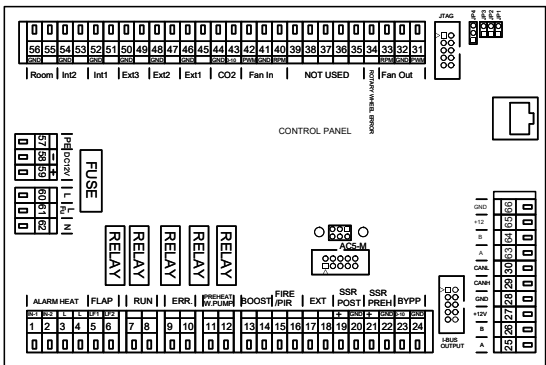 JTAG
JP4
JP3
JP2
JP1
56 55 54 53 52 51 50 49 48 47 46 45 44 43 42 41 40 39 38 37 36 35 34 33 32 31
GND GND GND GND GND GND GND 0-10 PWM GND RPM RPM GND PWM
Room Int2 Int1 Ext3 Ext2 Ext1 CO2 Fan In NOT USED Fan Out
ROTARY WHEEL ERROR
CONTROL PANEL
57 PE
58 - DC12V
59 +
FUSE
60 L
61 L FU
62 N
RELAY RELAY RELAY RELAY RELAY
AC5-M
GND 66
+12 65
B 64
A 63
CANL 30
CANH 29
GND 28
+12V 27
B 26
A 25
I-BUS
OUTPUT
ALARM HEAT FLAP RUN ERR. PREHEAT W.PUMP BOOST FIRE /PIR EXT SSR POST SSR PREH BYPP
IN-1 IN-2 L L LF1 LF2 + GND + GND >10 GND
1 2 3 4 5 6 7 8 9 10 11 12 13 14 15 16 17 18 19 20 21 22 23 24